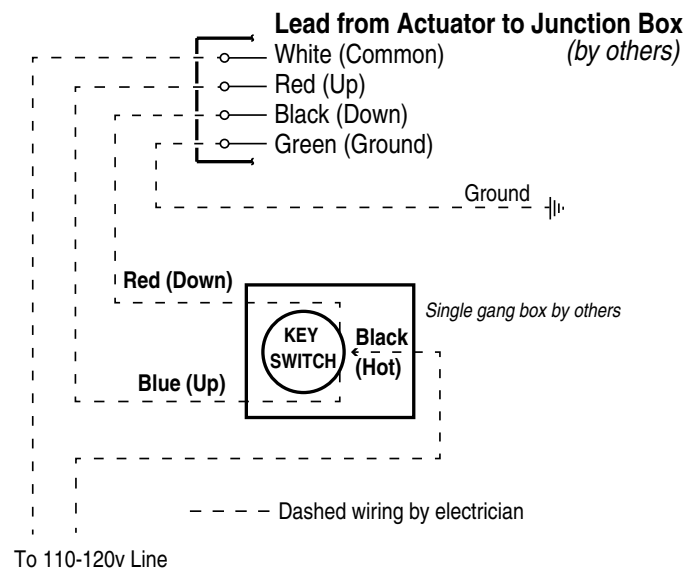 Lead from Actuator to Junction Box
White (Common)
(by others)
Red (Up)
Black (Down)
Green (Ground)
Ground
Red (Down)
Single gang box by others
KEY
SWITCH
Black
(Hot)
Blue (Up)
Dashed wiring by electrician
To 110-120v Line